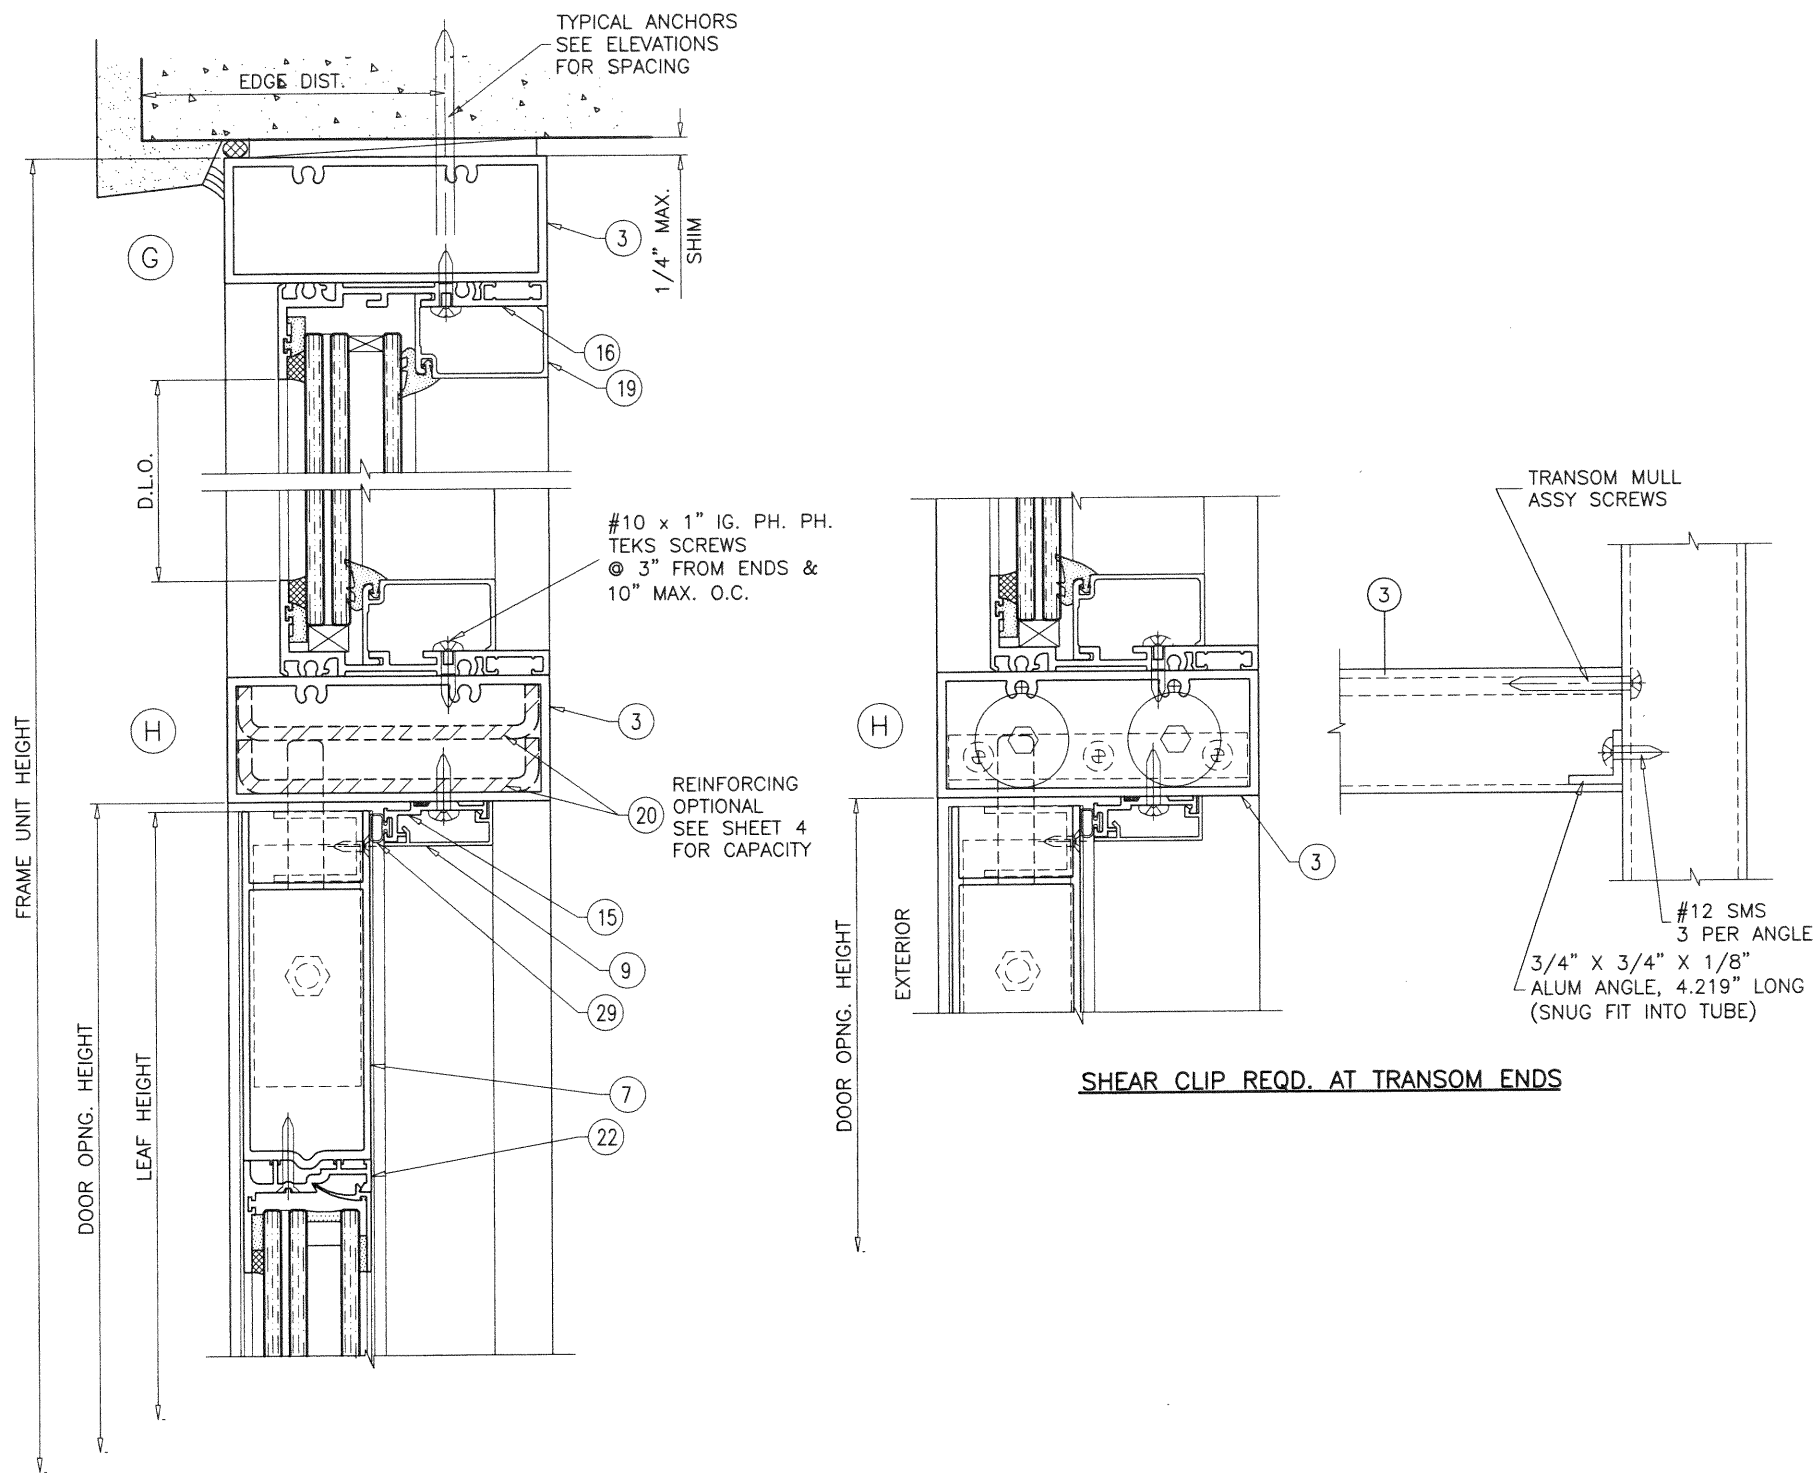 TYPICAL ANCHORS
SEE ELEVATIONS
FOR SPACING
EDGE DIST.
1/4" MAX.
SHIM
G
3
16
19
D.L.O.
#10 x 1" IG. PH. PH.
TEKS SCREWS
@ 3" FROM ENDS &
10" MAX. O.C.
H
3
20
REINFORCING
OPTIONAL
SEE SHEET 4
FOR CAPACITY
15
9
29
7
22
FRAME UNIT HEIGHT
DOOR OPNG. HEIGHT
LEAF HEIGHT
H
3
EXTERIOR
DOOR OPNG. HEIGHT
TRANSOM MULL
ASSY SCREWS
3
#12 SMS
3 PER ANGLE
3/4" X 3/4" X 1/8"
ALUM ANGLE, 4.219" LONG
(SNUG FIT INTO TUBE)
SHEAR CLIP REQD. AT TRANSOM ENDS